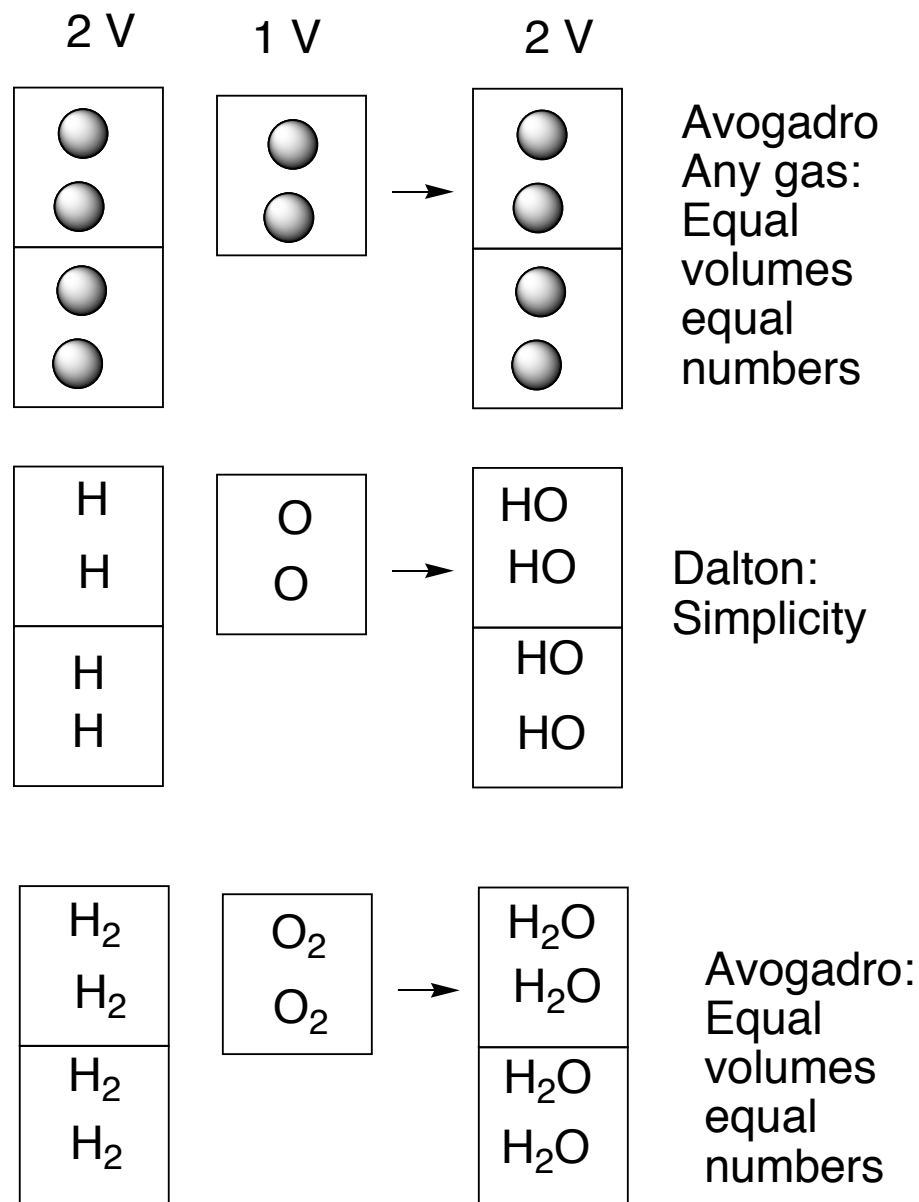 2 V 1 V 2 V
Avogadro
Any gas:
Equal
volumes
equal
numbers
H O HO
H O HO
H HO
H HO
Dalton:
Simplicity
H₂ O₂ H₂O
H₂ O₂ H₂O
H₂ H₂O
H₂ H₂O
Avogadro:
Equal
volumes
equal
numbers